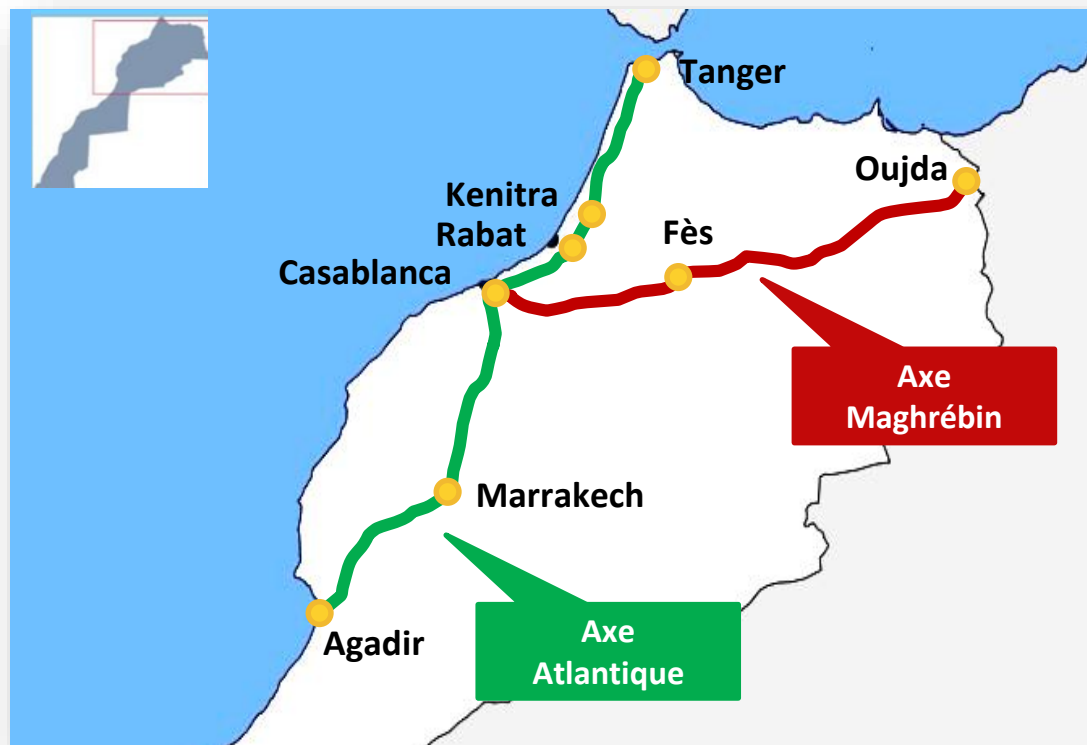 Tanger
Oujda
Kenitra
Rabat
Fès
Casablanca
Axe
Maghrébin
Marrakech
Axe
Atlantique
Agadir